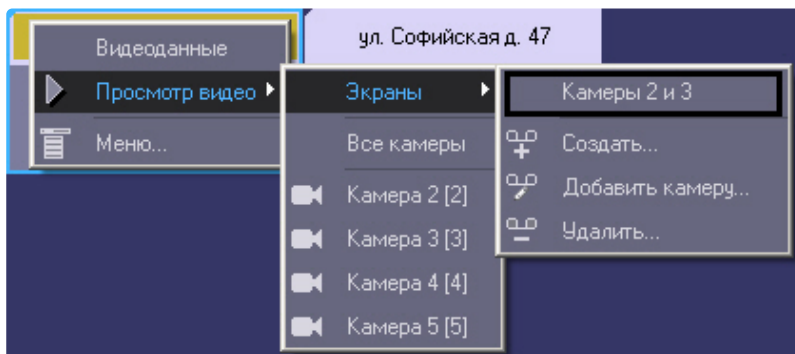 Видеоданные
Просмотр видео
Меню...
ул. Софийская д. 47
Экраны
Все камеры
Камера 2 [2]
Камера 3 [3]
Камера 4 [4]
Камера 5 [5]
Камеры 2 и 3
Создать...
Добавить камеру...
Удалить...